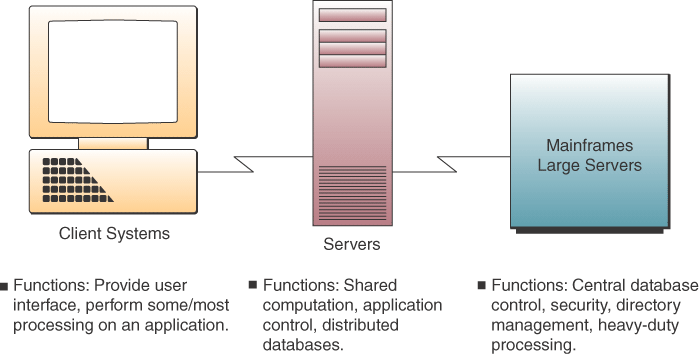 Mainframes
Large Servers
Client Systems
Servers
Functions: Provide user
interface, perform some/most
processing on an application.
Functions: Shared
computation, application
control, distributed
databases.
Functions: Central database
control, security, directory
management, heavy-duty
processing.